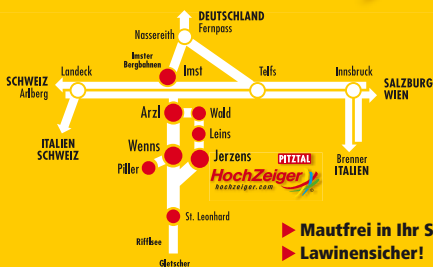 DEUTSCHLAND
Fernpass
Nassereith
Imster
Bergbahnen
Imst
Landeck
Telfs
Innsbruck
SCHWEIZ
Arlberg
SALZBURG
WIEN
Arzl
Wald
Leins
ITALIEN
SCHWEIZ
Wenns
Jerzens
Piller
PITZTAL
HochZeiger
hochzeiger.com
Brenner
ITALIEN
St. Leonhard
Mautfrei in Ihr S
Rifflsee
Lawinensicher!
Gletscher